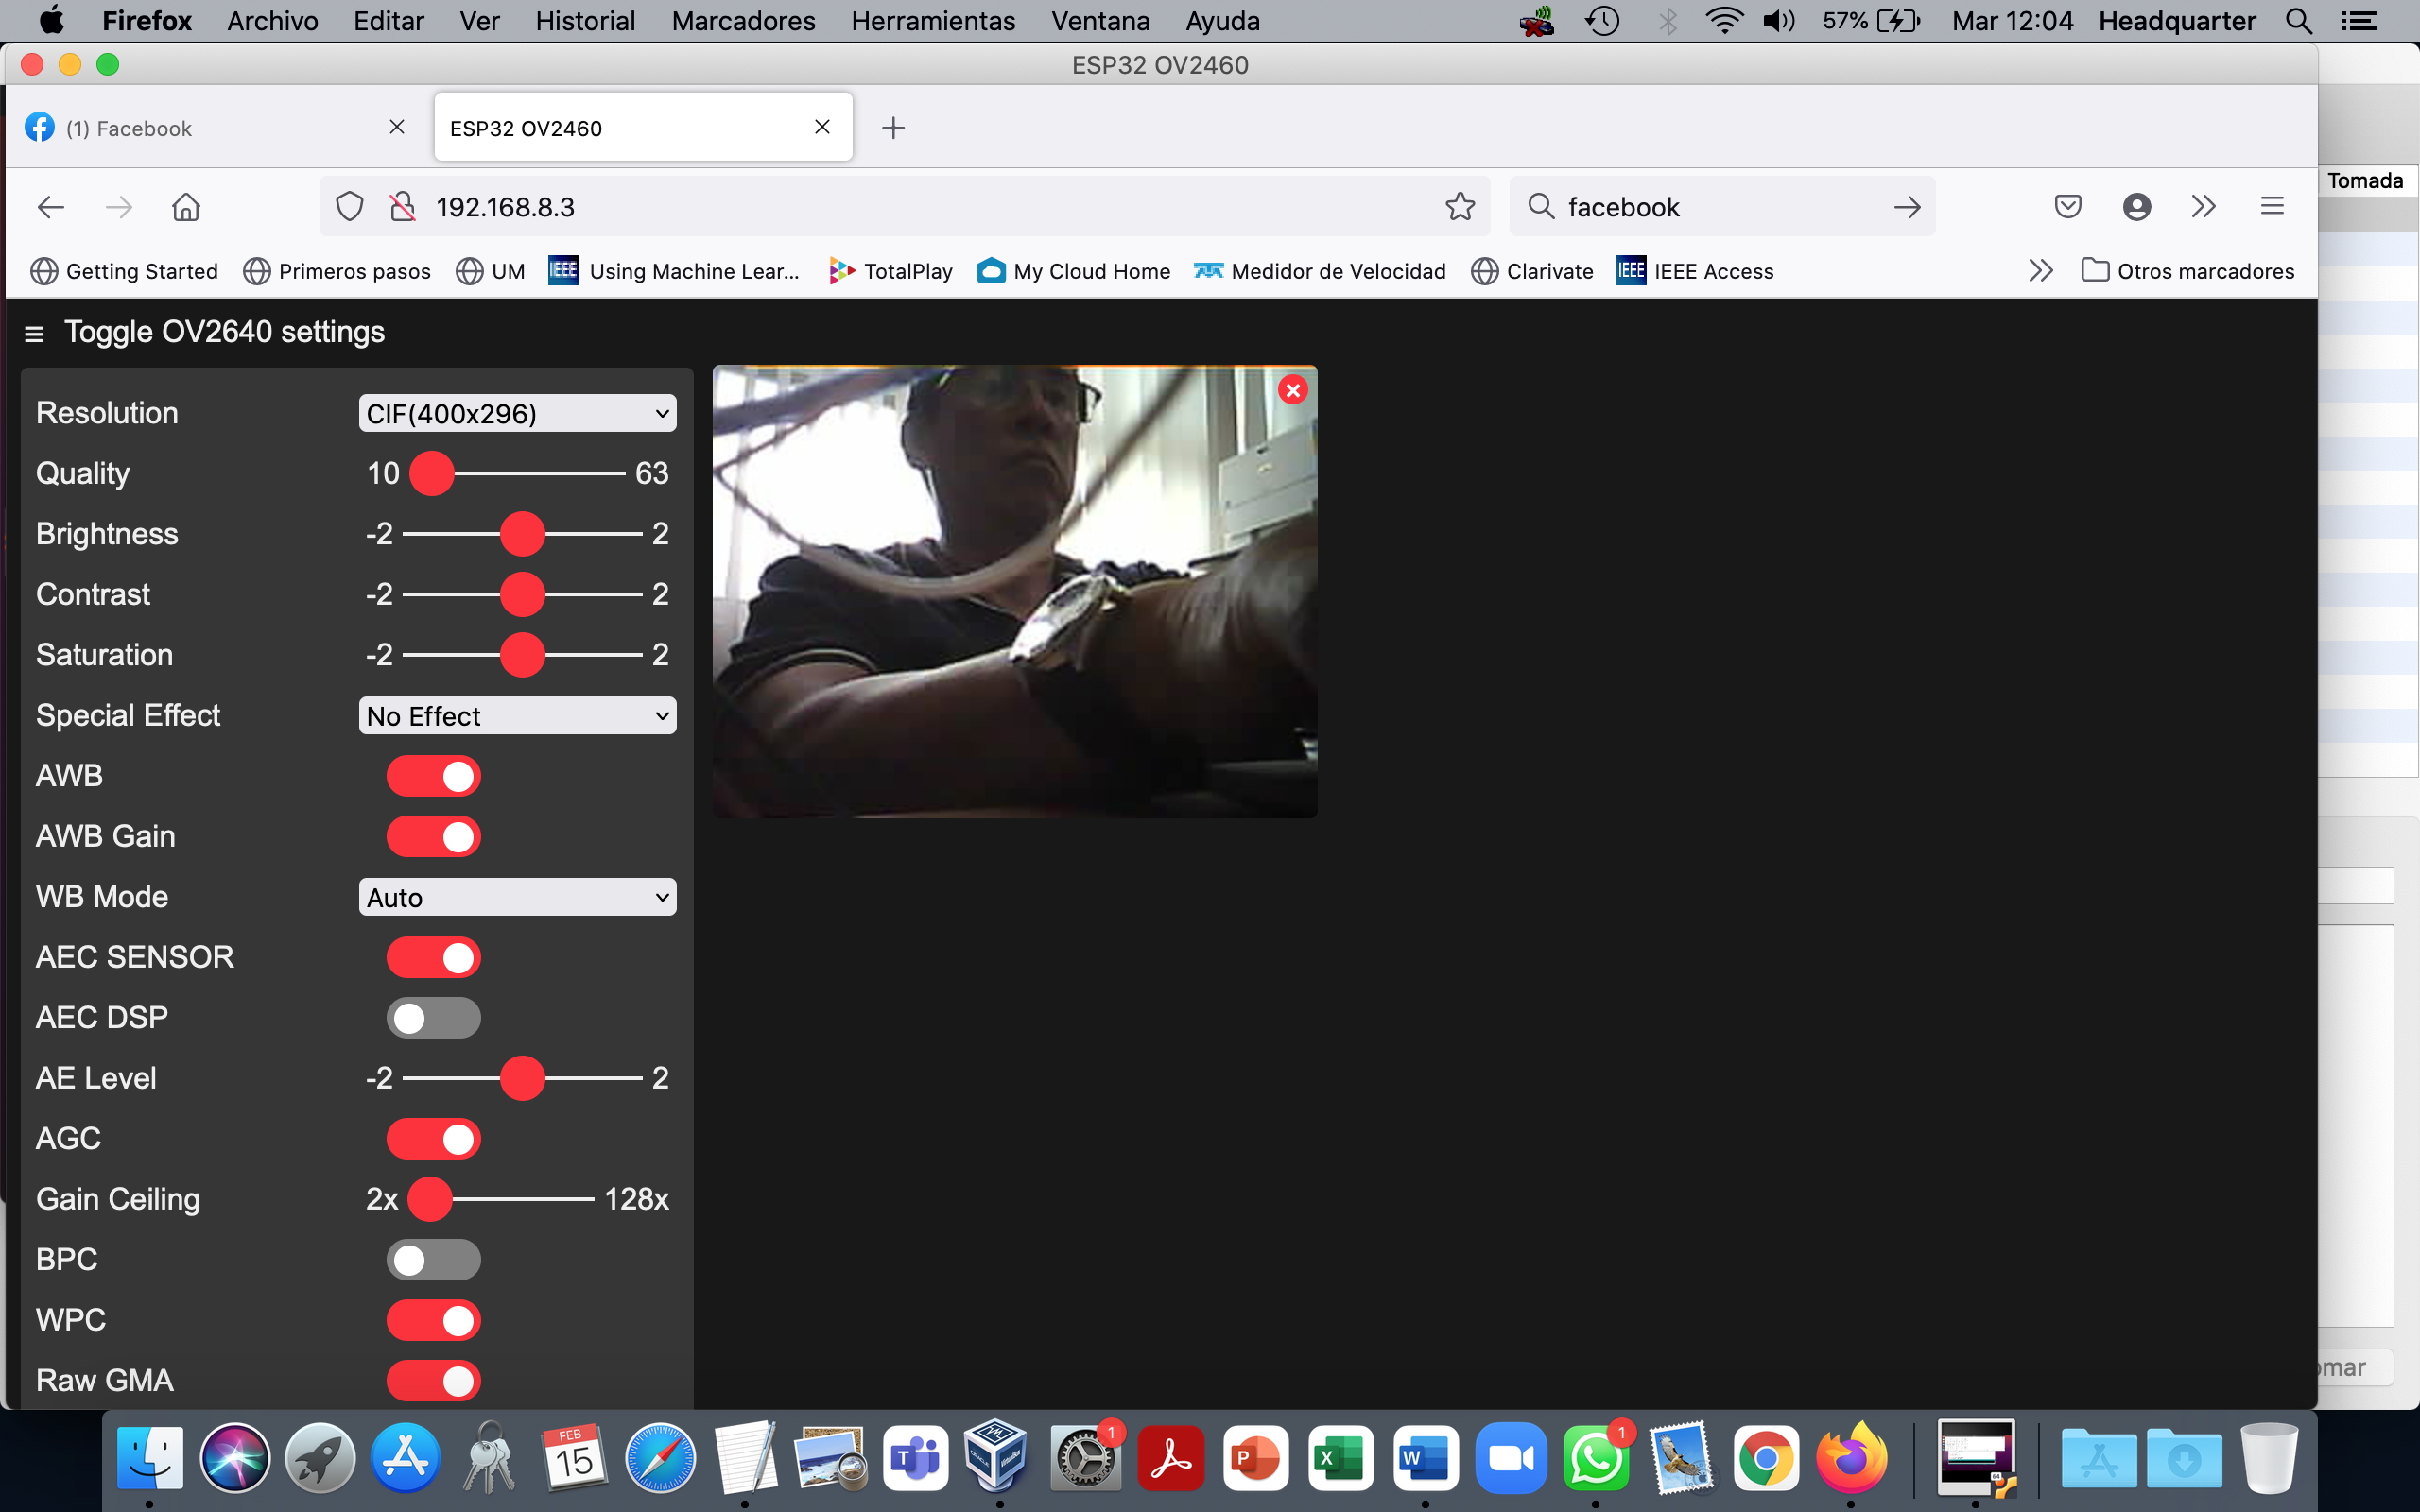 Firefox Archivo Editar Ver Historial Marcadores Herramientas Ventana Ayuda 57% Mar 12:04 Headquarter
ESP32 OV2460
(1) Facebook ESP32 OV2460
192.168.8.3 facebook
Getting Started Primeros pasos UM IEEE Using Machine Lear... TotalPlay My Cloud Home Medidor de Velocidad Clarivate IEEE IEEE Access Otros marcadores
Tomada
Toggle OV2640 settings
Resolution CIF(400x296)
Quality 10 63
Brightness -2 2
Contrast -2 2
Saturation -2 2
Special Effect No Effect
AWB
AWB Gain
WB Mode Auto
AEC SENSOR
AEC DSP
AE Level -2 2
AGC
Gain Ceiling 2x 128x
BPC
WPC
Raw GMA
omar
FEB
15
T
1
P
X
W
1